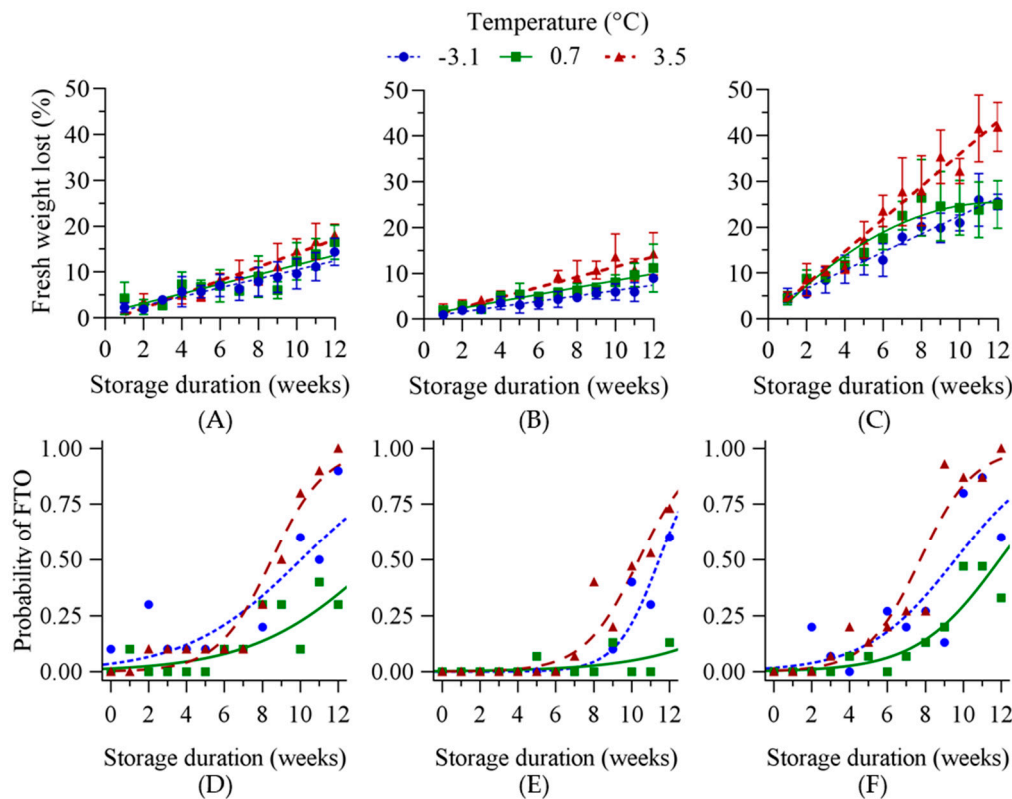 Temperature (°C)
-3.1 0.7 3.5
Fresh weight lost (%)
50
40
30
20
10
0
0 2 4 6 8 10 12
Storage duration (weeks)
(A)
50
40
30
20
10
0
0 2 4 6 8 10 12
Storage duration (weeks)
(B)
50
40
30
20
10
0
0 2 4 6 8 10 12
Storage duration (weeks)
(C)
Probability of FTO
1.00
0.75
0.50
0.25
0.00
0 2 4 6 8 10 12
Storage duration (weeks)
(D)
1.00
0.75
0.50
0.25
0.00
0 2 4 6 8 10 12
Storage duration (weeks)
(E)
1.00
0.75
0.50
0.25
0.00
0 2 4 6 8 10 12
Storage duration (weeks)
(F)